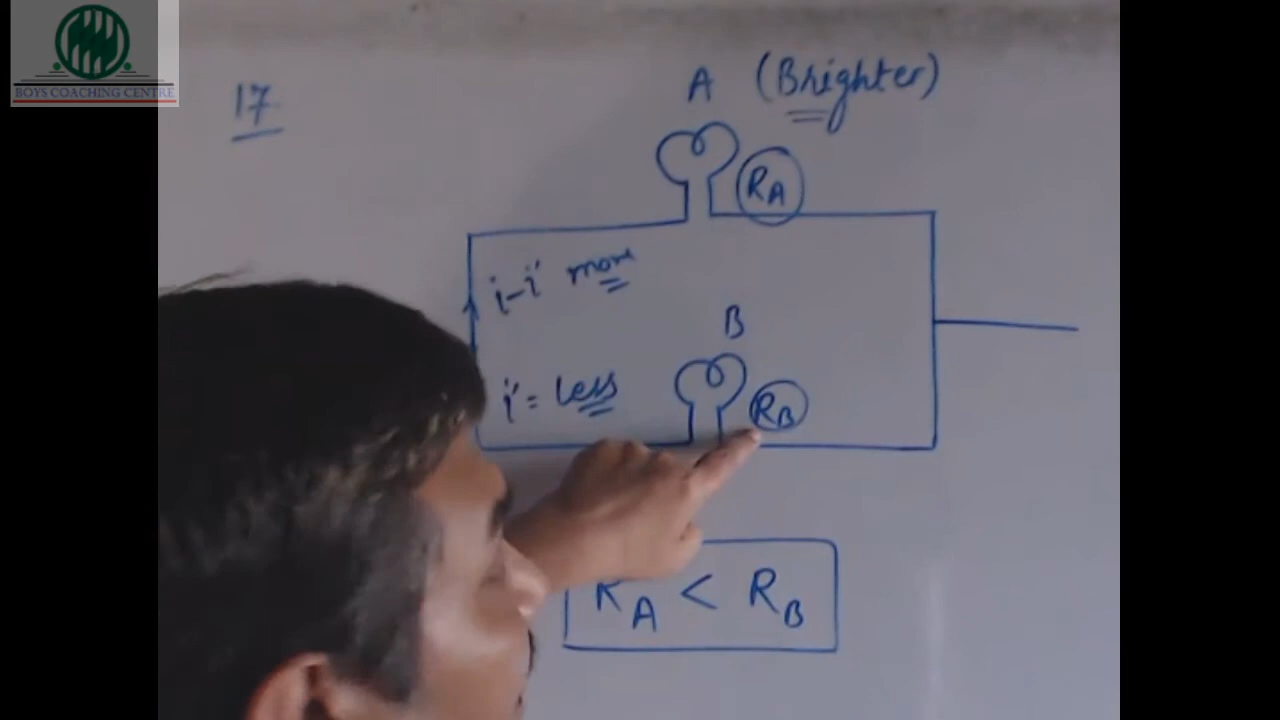 BOYS COACHING CENTRE
17
A (Brighter)
RA
i-i' more
B
i' = Less
RB
RA < RB